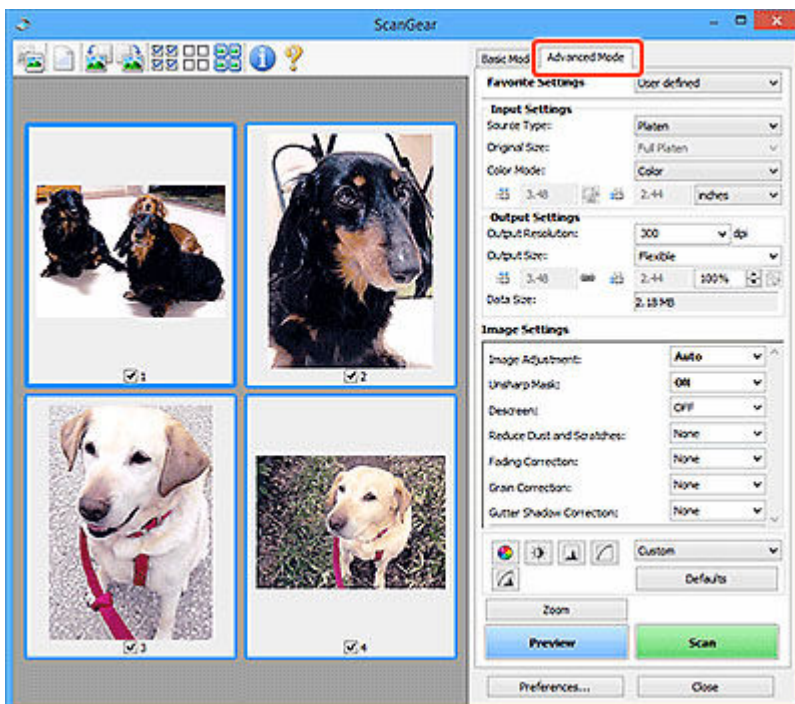 ScanGear
Basic Mod
Advanced Mode
Favorite Settings User defined
Input Settings
Source Type: Platen
Original Size: Full Platen
Color Mode: Color
3.48 2.44 inches
Output Settings
Output Resolution: 300 dpi
Output Size: Flexible
3.48 2.44 100%
Data Size: 2.18 MB
Image Settings
Image Adjustment: Auto
Unsharp Mask: ON
Descreen: OFF
Reduce Dust and Scratches: None
Fading Correction: None
Grain Correction: None
Gutter Shadow Correction: None
Custom
Defaults
Zoom
Preview Scan
Preferences... Close
1
2
3
4